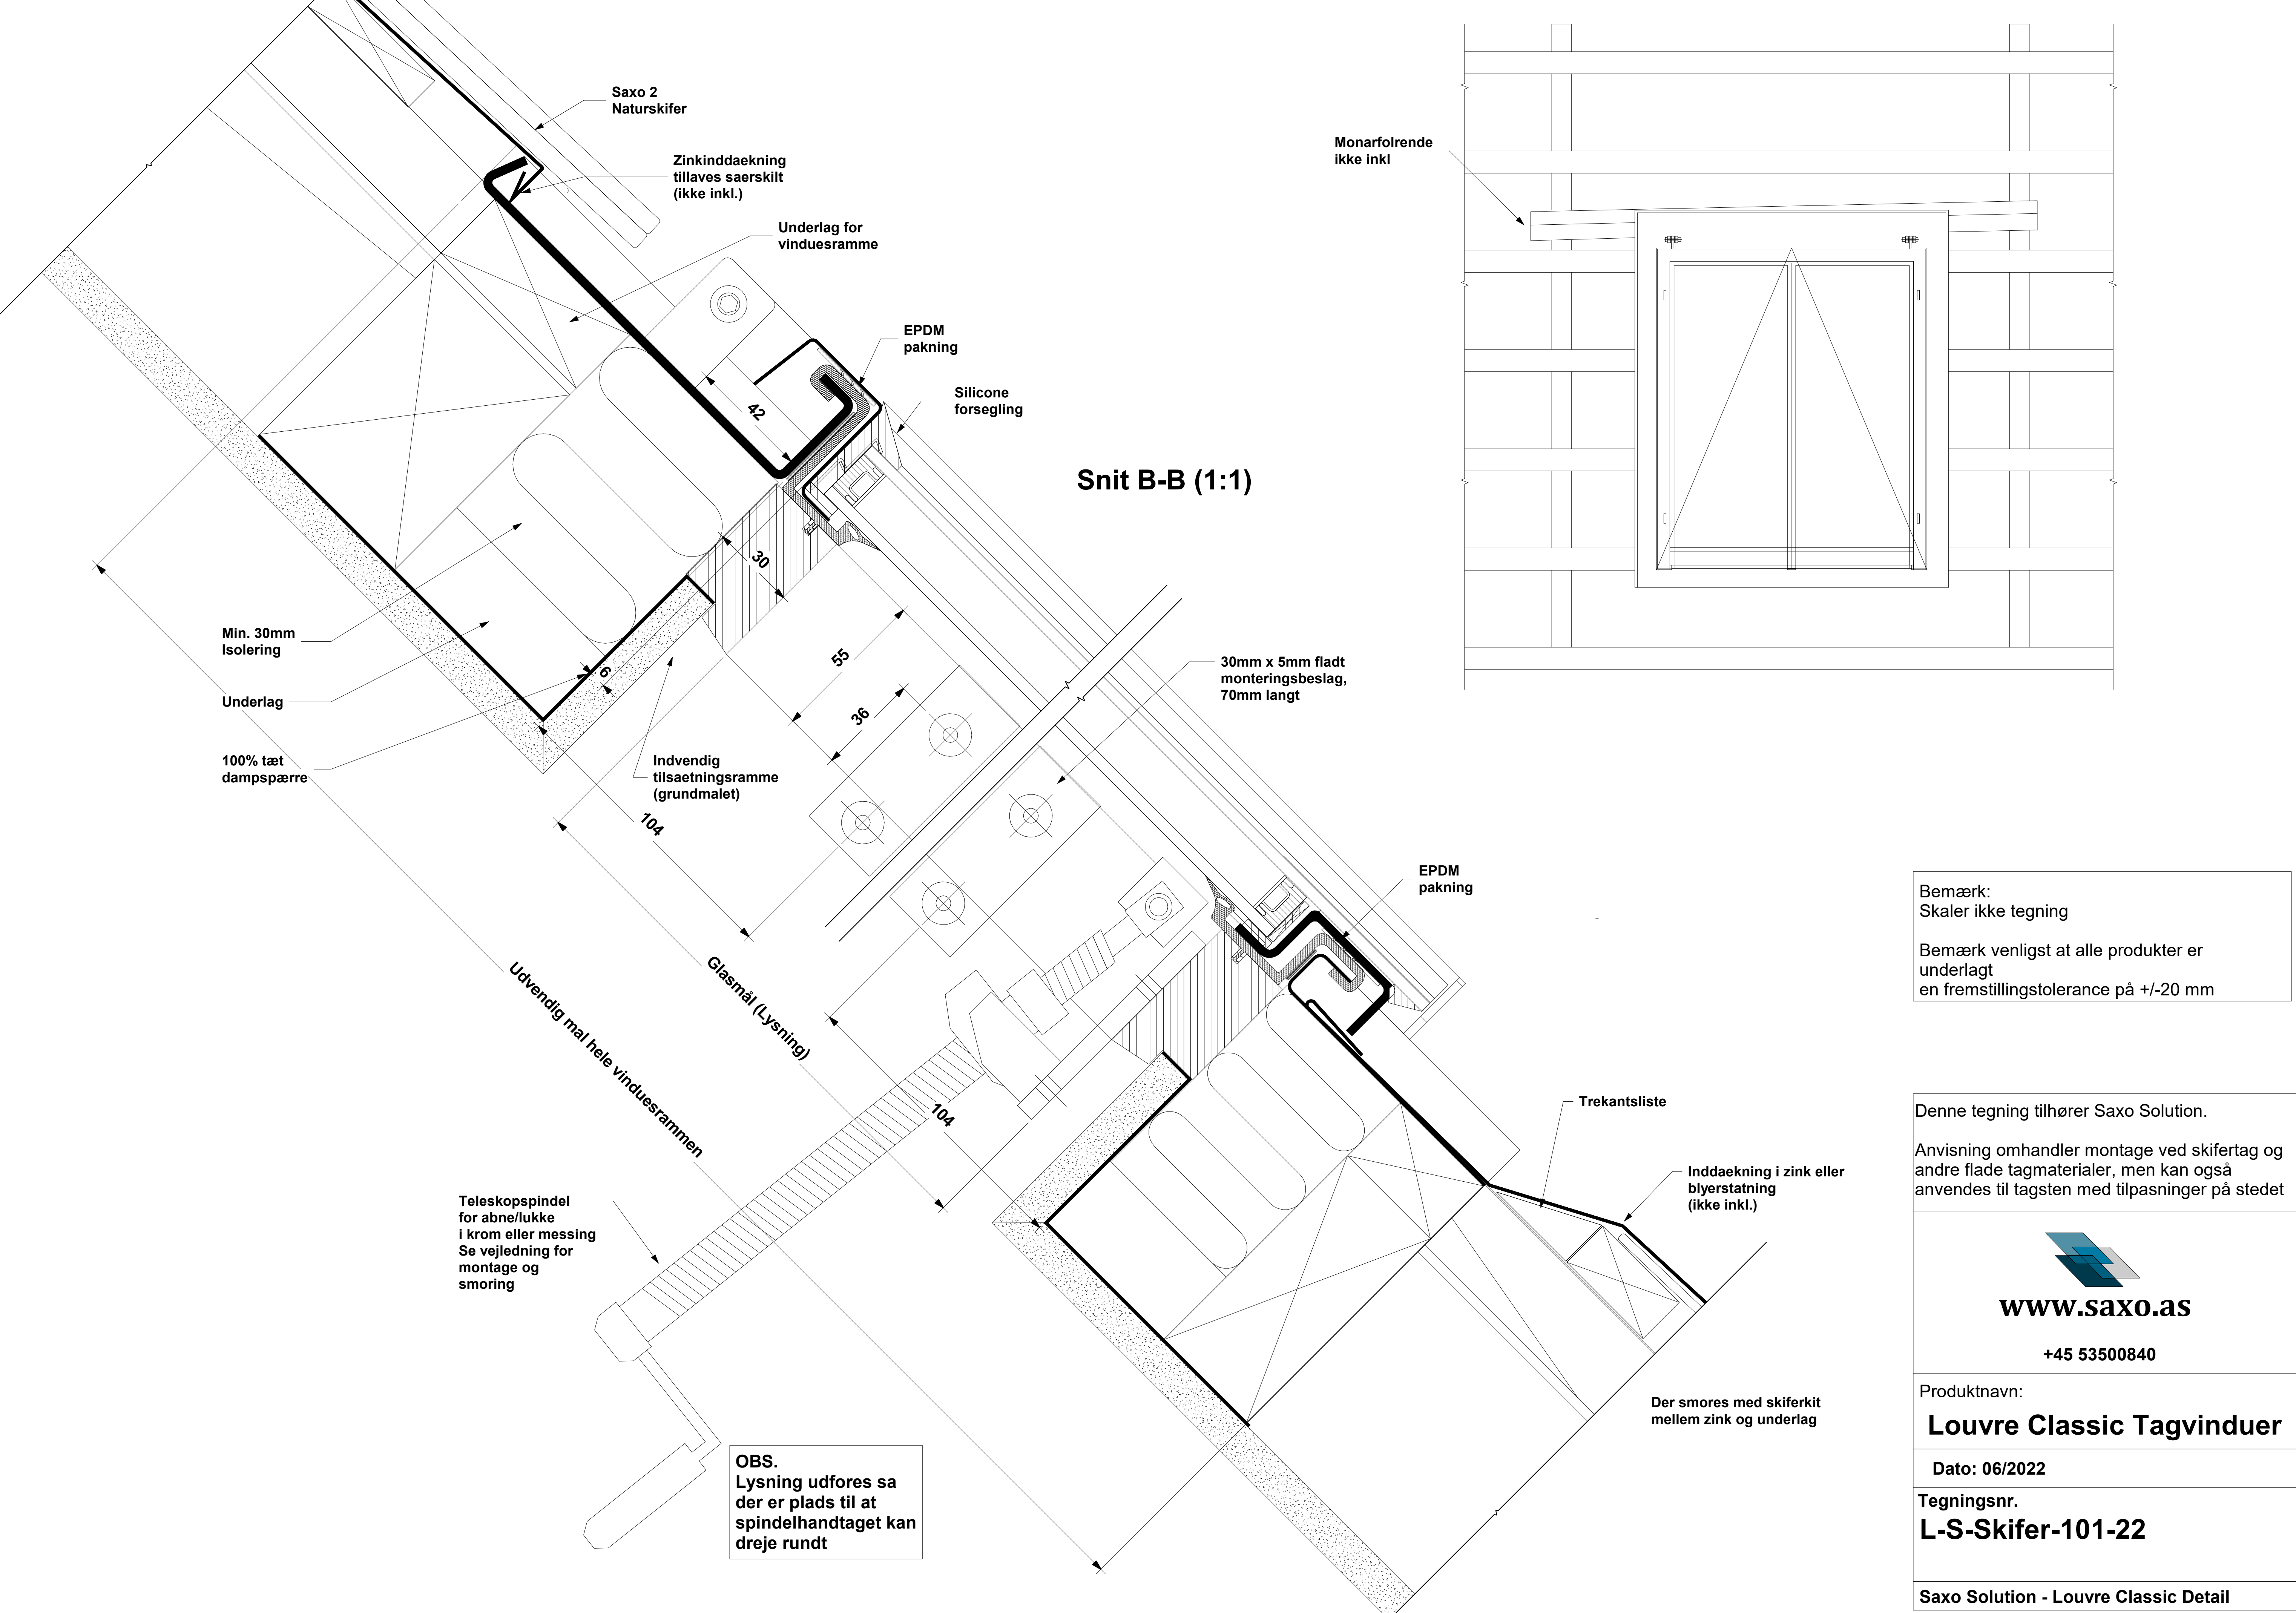 Saxo 2
Naturskifer
Zinkinddaekning
tillaves saerskilt
(ikke inkl.)
Underlag for
vinduesramme
EPDM
pakning
Silicone
forsegling
42
Snit B-B (1:1)
Monarfolrende
ikke inkl
30
Min. 30mm
Isolering
6
55
36
30mm x 5mm fladt
monteringsbeslag,
70mm langt
Underlag
100% tæt
dampspærre
Indvendig
tilsaetningsramme
(grundmalet)
104
EPDM
pakning
Glasmål (Lysning)
Udvendig mal hele vinduesrammen
104
Trekantsliste
Inddaekning i zink eller
blyerstatning
(ikke inkl.)
Teleskopspindel
for abne/lukke
i krom eller messing
Se vejledning for
montage og
smoring
Der smores med skiferkit
mellem zink og underlag
OBS.
Lysning udfores sa
der er plads til at
spindelhandtaget kan
dreje rundt
Bemærk:
Skaler ikke tegning
Bemærk venligst at alle produkter er
underlagt
en fremstillingstolerance på +/-20 mm
Denne tegning tilhører Saxo Solution.
Anvisning omhandler montage ved skifertag og
andre flade tagmaterialer, men kan også
anvendes til tagsten med tilpasninger på stedet
www.saxo.as
+45 53500840
Produktnavn:
Louvre Classic Tagvinduer
Dato: 06/2022
Tegningsnr.
L-S-Skifer-101-22
Saxo Solution - Louvre Classic Detail